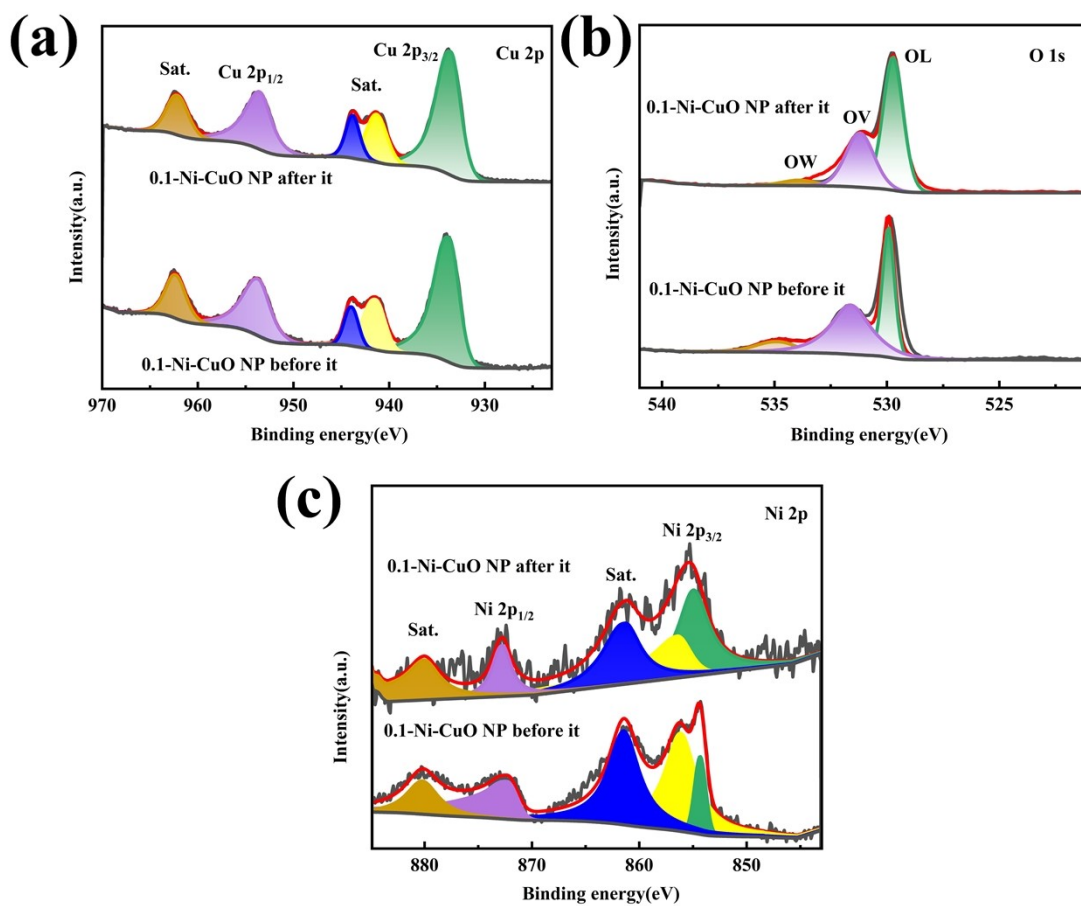 (a)
Cu 2p3/2
Cu 2p
Sat.
Cu 2p1/2
Sat.
0.1-Ni-CuO NP after it
0.1-Ni-CuO NP before it
Intensity(a.u.)
970 960 950 940 930
Binding energy(eV)
(b)
OL
O 1s
0.1-Ni-CuO NP after it
OV
OW
0.1-Ni-CuO NP before it
Intensity(a.u.)
540 535 530 525
Binding energy(eV)
(c)
Ni 2p
Ni 2p3/2
0.1-Ni-CuO NP after it
Sat.
Ni 2p1/2
Sat.
0.1-Ni-CuO NP before it
Intensity(a.u.)
880 870 860 850
Binding energy(eV)